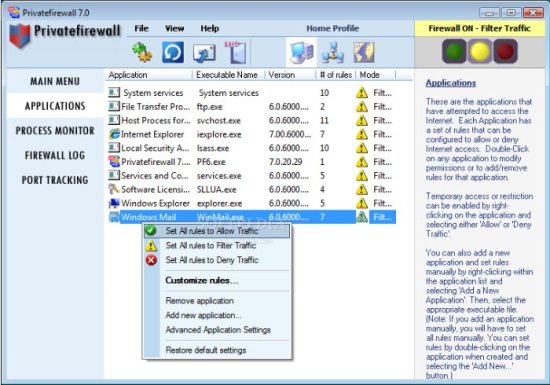 Privatefirewall 7.0
Privatefirewall
File View Help
Home Profile
Firewall ON - Filter Traffic
EXIT
MAIN MENU
APPLICATIONS
PROCESS MONITOR
FIREWALL LOG
PORT TRACKING
Application Executable Name Version # of rules Mode
System services System services 10 Filt...
File Transfer Pro... ftp.exe 6.0.6000.... 2 Filt...
Host Process for... svchost.exe 6.0.6000.... 11 Filt...
Internet Explorer iexplore.exe 7.00.6000... 7 Filt...
Local Security A... lsass.exe 6.0.6000.... 2 Filt...
Privatefirewall 7.... PF6.exe 7.0.20.29 1 Filt...
Services and Co... services.exe 6.0.6000.... 2 Filt...
Software Licensi... SLLUA.exe 6.0.6000.... 2 Filt...
Windows Explorer explorer.exe 6.0.6000.... 2 Filt...
Windows Mail WinMail.exe 6.0.6000.... 7 Filt...
Set All rules to Allow Traffic
Set All rules to Filter Traffic
Set All rules to Deny Traffic
Customize rules...
Remove application
Add new application...
Advanced Application Settings
Restore default settings
Applications
These are the applications that
have attempted to access the
Internet. Each Application has
a set of rules that can be
configured to allow or deny
Internet access. Double-Click
on any application to modify
permissions or to add/remove
rules for that application.
Temporary access or restriction
can be enabled by right-
clicking on the application and
selecting either 'Allow' or 'Deny
Traffic'.
You can also add a new
application and set rules
manually by right-clicking within
the application list and
selecting 'Add a New
Application'. Then, select the
appropriate executable file.
(Note: If you add an application
manually, you will have to set
all rules manually. You can set
rules by double-clicking on the
application when created and
selecting the 'Add New...'
button.)